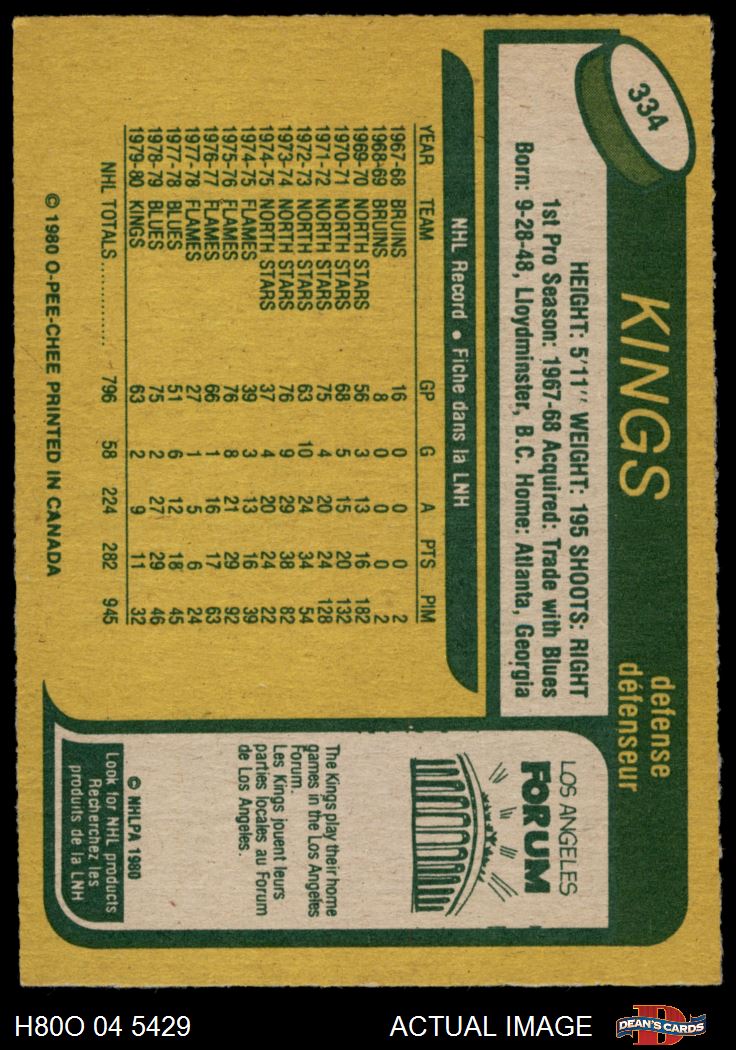 334
KINGS
defense
défenseur
HEIGHT: 5'11'' WEIGHT: 195 SHOOTS: RIGHT
1st Pro Season: 1967-68 Acquired: Trade with Blues
Born: 9-28-48, Lloydminster, B.C. Home: Atlanta, Georgia
NHL Record • Fiche dans la LNH
YEAR TEAM GP G A PTS PIM
1967-68 BRUINS 16 0 0 0 2
1968-69 BRUINS 8 0 0 0 2
1969-70 NORTH STARS 56 3 13 16 182
1970-71 NORTH STARS 68 5 15 20 132
1971-72 NORTH STARS 75 4 20 24 128
1972-73 NORTH STARS 63 10 24 34 54
1973-74 NORTH STARS 76 9 29 38 82
1974-75 NORTH STARS 37 4 20 24 22
1974-75 FLAMES 39 3 13 16 39
1975-76 FLAMES 76 8 21 29 92
1976-77 FLAMES 66 1 16 17 63
1977-78 FLAMES 27 1 5 6 24
1977-78 BLUES 51 6 12 18 45
1978-79 BLUES 75 2 27 29 46
1979-80 KINGS 63 2 9 11 32
NHL TOTALS .............. 796 58 224 282 945
© 1980 O-PEE-CHEE PRINTED IN CANADA
LOS ANGELES
FORUM
The Kings play their home
games in the Los Angeles
Forum.
Les Kings jouent leurs
parties locales au Forum
de Los Angeles.
© NHLPA 1980
Look for NHL products
Recherchez les
produits de la LNH
H80O 04 5429
ACTUAL IMAGE
D
DEAN'S CARDS